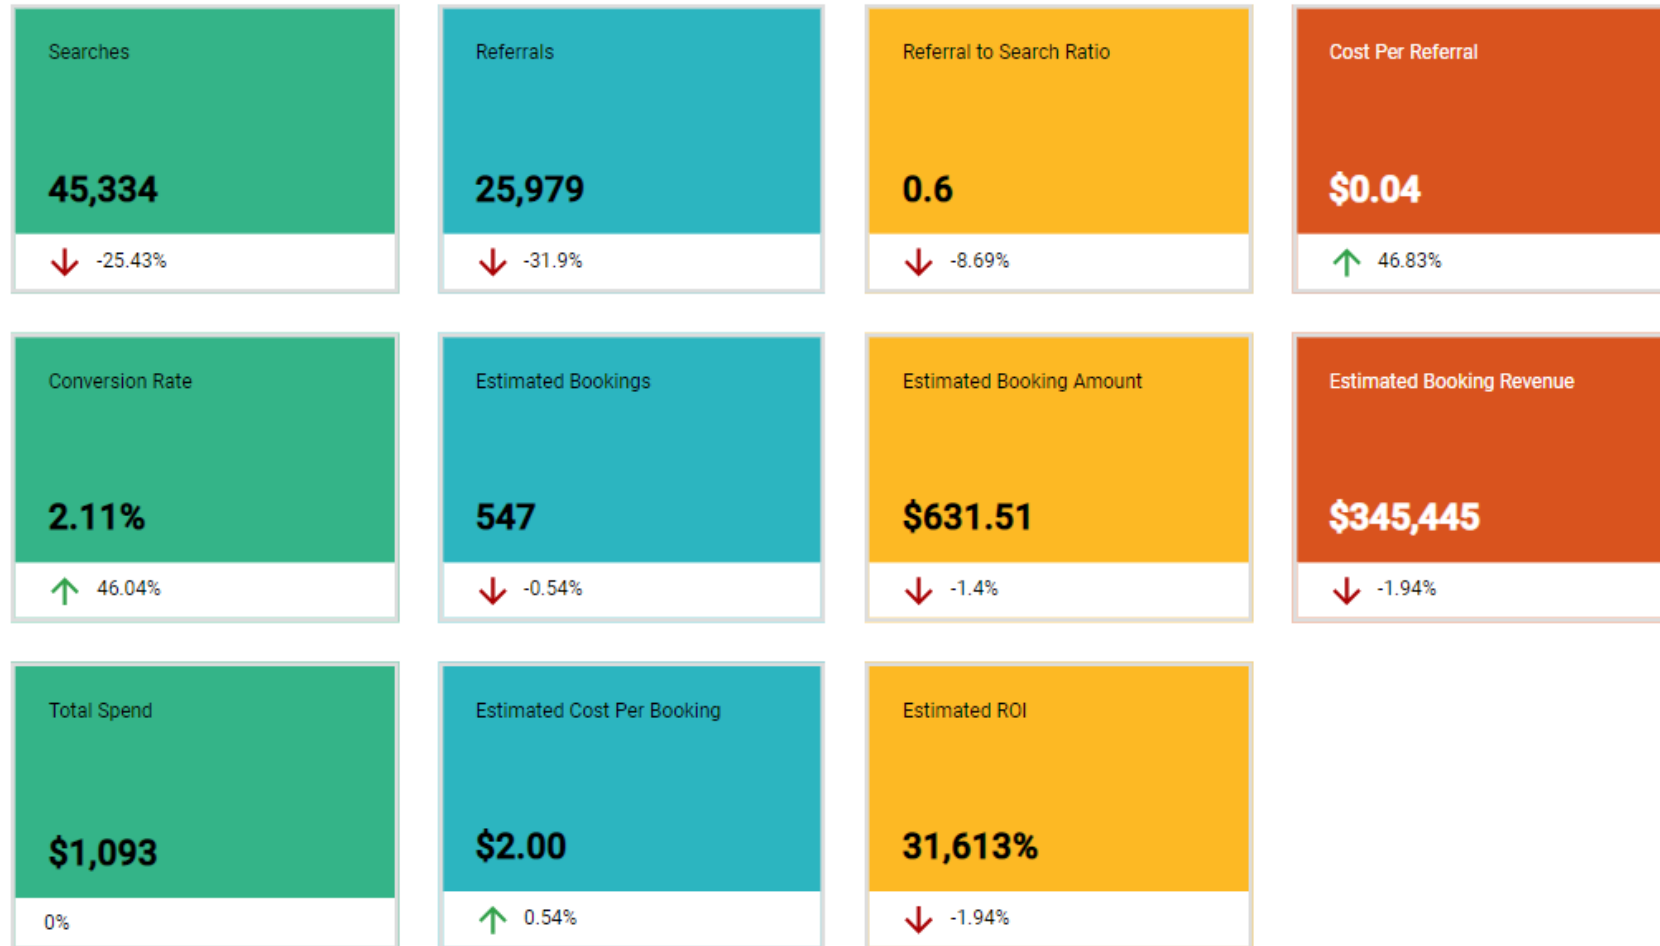 Searches
45,334
-25.43%
Referrals
25,979
-31.9%
Referral to Search Ratio
0.6
-8.69%
Cost Per Referral
$0.04
46.83%
Conversion Rate
2.11%
46.04%
Estimated Bookings
547
-0.54%
Estimated Booking Amount
$631.51
-1.4%
Estimated Booking Revenue
$345,445
-1.94%
Total Spend
$1,093
0%
Estimated Cost Per Booking
$2.00
0.54%
Estimated ROI
31,613%
-1.94%